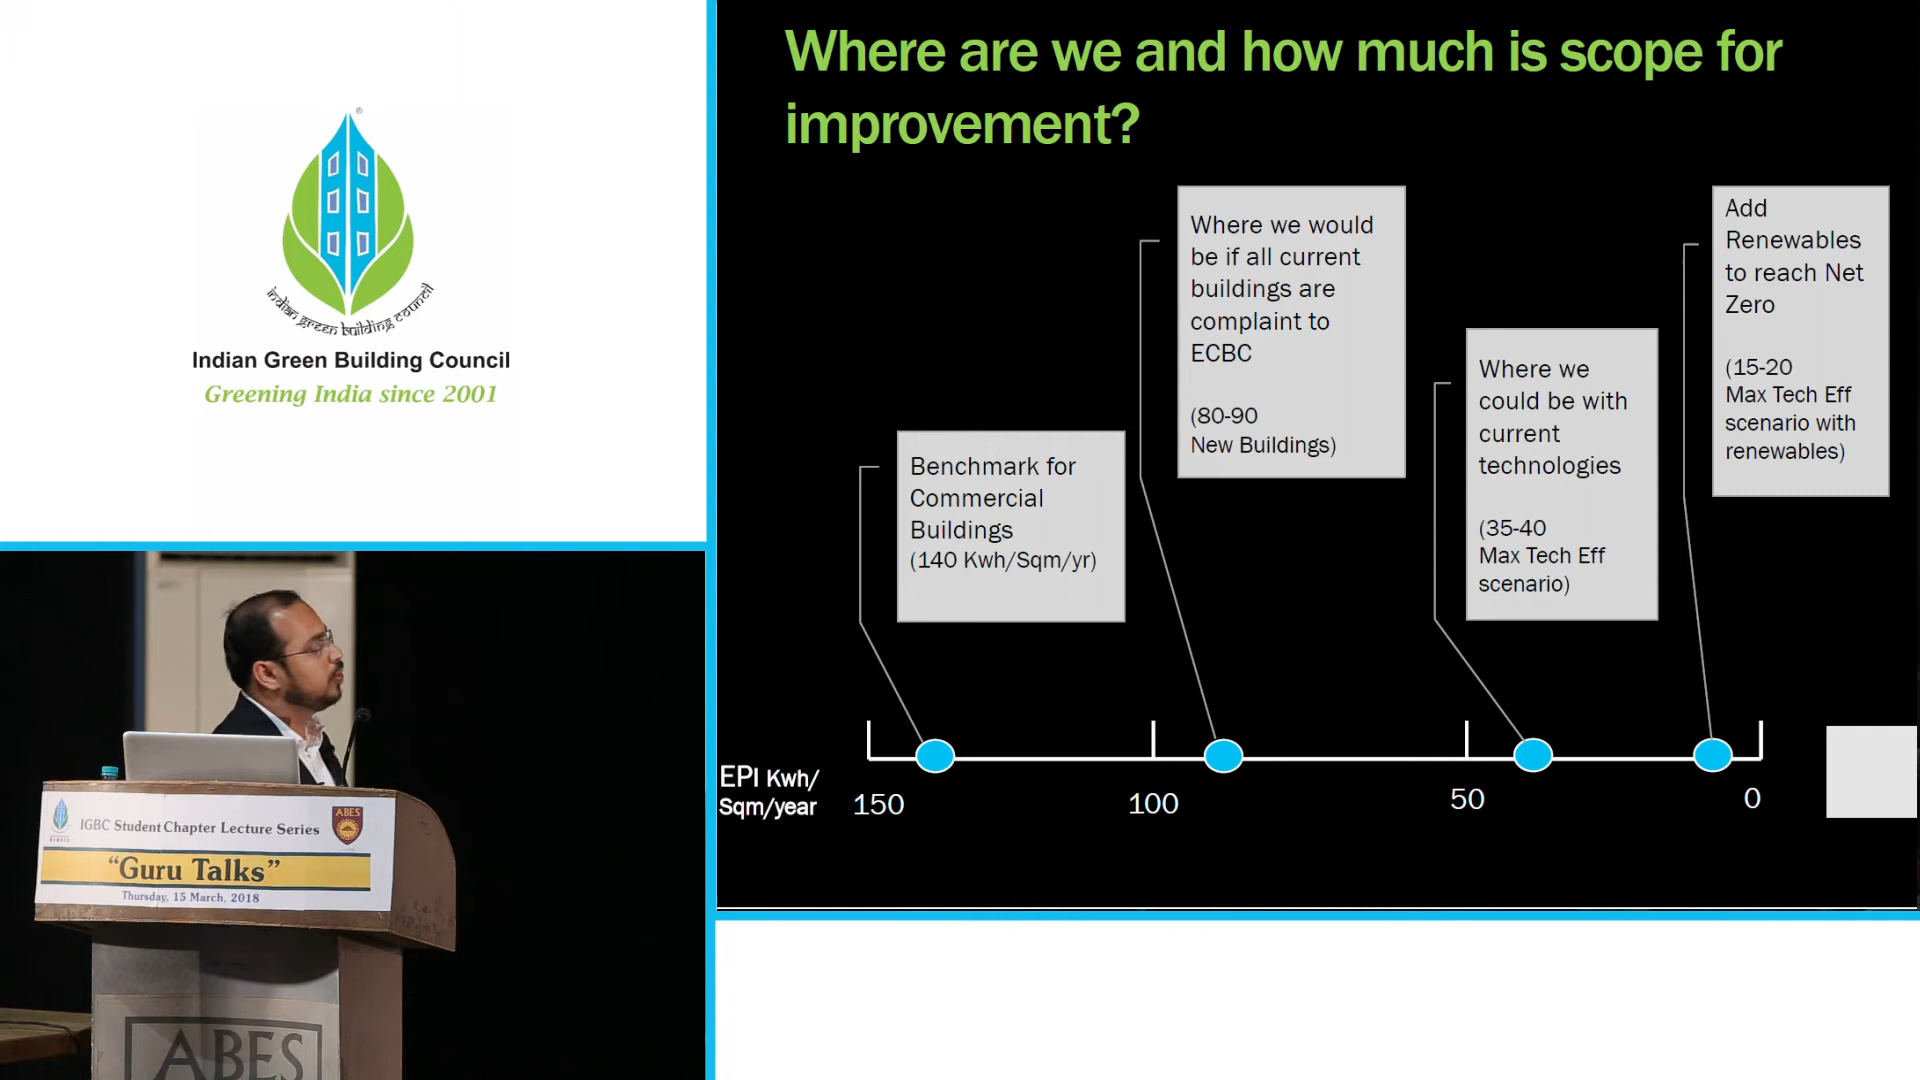 ®
indian green building council
Indian Green Building Council
Greening India since 2001
Where are we and how much is scope for
improvement?
Benchmark for
Commercial
Buildings
(140 Kwh/Sqm/yr)
Where we would
be if all current
buildings are
complaint to
ECBC
(80-90
New Buildings)
Where we
could be with
current
technologies
(35-40
Max Tech Eff
scenario)
Add
Renewables
to reach Net
Zero
(15-20
Max Tech Eff
scenario with
renewables)
EPI Kwh/
Sqm/year
150
100
50
0
IGBC Student Chapter Lecture Series
ABES
"Guru Talks"
Thursday, 15 March, 2018
ABES